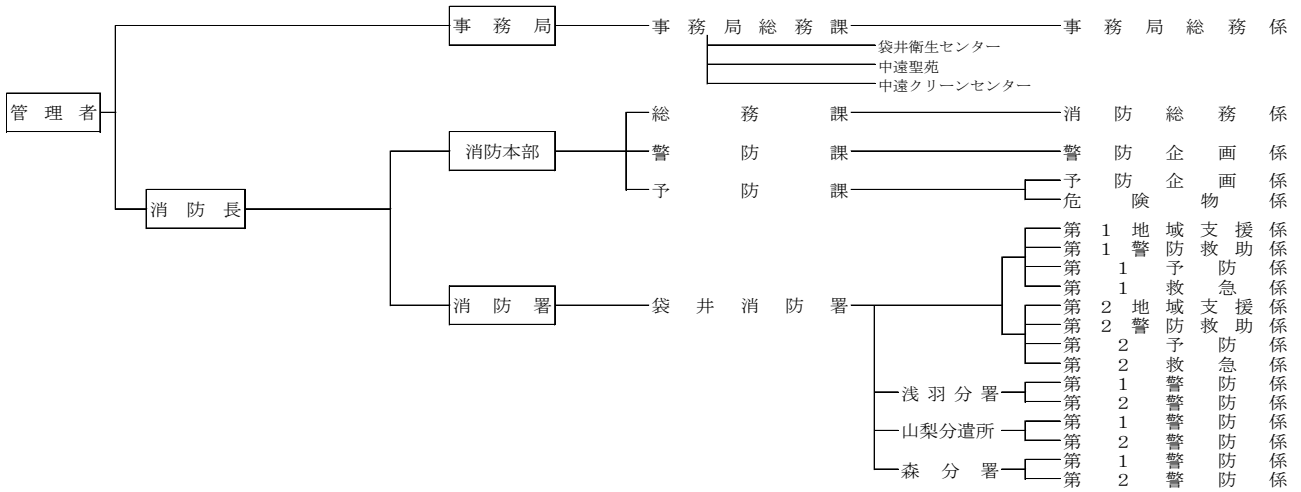 事務局 事務局総務課 事務局総務係
袋井衛生センター
中遠聖苑
中遠クリーンセンター
管理者 総務課 消防総務係
消防本部 警防課 警防企画係
予防課 予防企画係
危険物係
消防長
第1地域支援係
第1警防救助係
第1予防係
第1救急係
消防署 袋井消防署 第2地域支援係
第2警防救助係
第2予防係
第2救急係
浅羽分署 第1警防係
第2警防係
山梨分遣所 第1警防係
第2警防係
森分署 第1警防係
第2警防係